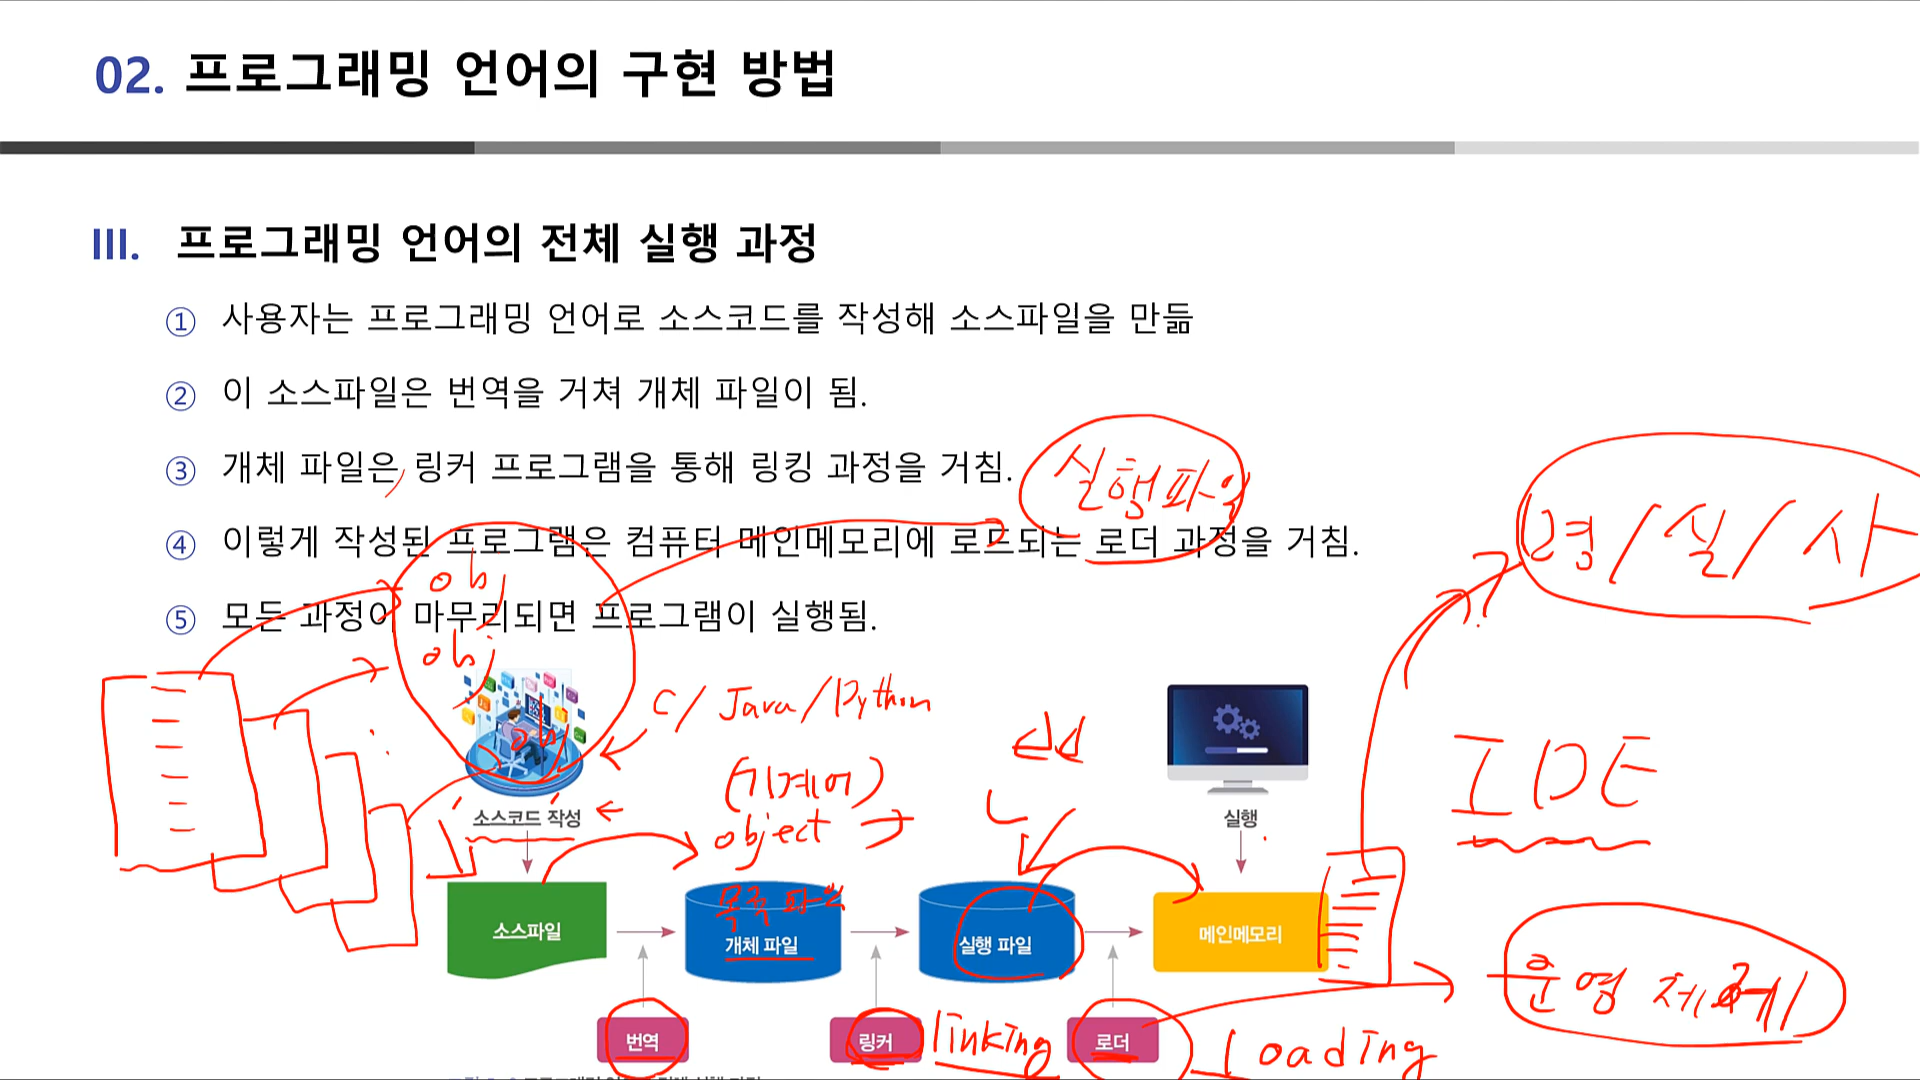 02. 프로그래밍 언어의 구현 방법
III. 프로그래밍 언어의 전체 실행 과정
① 사용자는 프로그래밍 언어로 소스코드를 작성해 소스파일을 만듦
② 이 소스파일은 번역을 거쳐 개체 파일이 됨.
③ 개체 파일은, 링커 프로그램을 통해 링킹 과정을 거침.
실행파일
④ 이렇게 작성된 프로그램은 컴퓨터 메인메모리에 로드되는 로더 과정을 거침.
명/실/사
obj
⑤ 모든 과정이 마무리되면 프로그램이 실행됨.
obj
C/Java/Python
obj
IDE
(기계어)
object
소스코드 작성
실행
목적파일
소스파일
개체 파일
실행 파일
메인메모리
운영체제
번역
링커
linking
로더
Loading